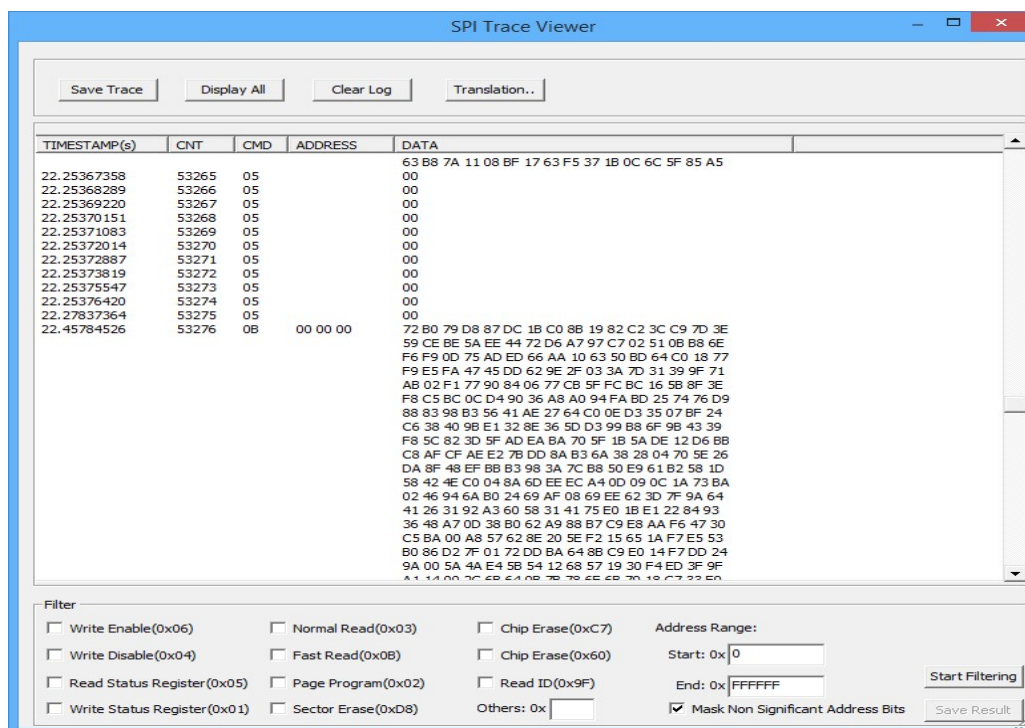 SPI Trace Viewer
Save Trace Display All Clear Log Translation..
TIMESTAMP(s) CNT CMD ADDRESS DATA
63 B8 7A 11 08 BF 17 63 F5 37 1B 0C 6C 5F 85 A5
22.25367358 53265 05 00
22.25368289 53266 05 00
22.25369220 53267 05 00
22.25370151 53268 05 00
22.25371083 53269 05 00
22.25372014 53270 05 00
22.25372887 53271 05 00
22.25373819 53272 05 00
22.25375547 53273 05 00
22.25376420 53274 05 00
22.27837364 53275 05 00
22.45784526 53276 0B 00 00 00 72 B0 79 D8 87 DC 1B C0 8B 19 82 C2 3C C9 7D 3E
59 CE BE 5A EE 44 72 D6 A7 97 C7 02 51 0B B8 6E
F6 F9 0D 75 AD ED 66 AA 10 63 50 BD 64 C0 18 77
F9 E5 FA 47 45 DD 62 9E 2F 03 3A 7D 31 39 9F 71
AB 02 F1 77 90 84 06 77 CB 5F FC BC 16 5B 8F 3E
F8 C5 BC 0C D4 90 36 A8 A0 94 FA BD 25 74 76 D9
88 83 98 B3 56 41 AE 27 64 C0 0E D3 35 07 BF 24
C6 38 40 9B E1 32 8E 36 5D D3 99 B8 6F 9B 43 39
F8 5C 82 3D 5F AD EA BA 70 5F 1B 5A DE 12 D6 BB
C8 AF CF AE E2 7B DD 8A B3 6A 38 28 04 70 5E 26
DA 8F 48 EF BB B3 98 3A 7C B8 50 E9 61 B2 58 1D
58 42 4E C0 04 8A 6D EE EC A4 0D 09 0C 1A 73 BA
02 46 94 6A B0 24 69 AF 08 69 EE 62 3D 7F 9A 64
41 26 31 92 A3 60 58 31 41 75 E0 1B E1 22 84 93
36 48 A7 0D 38 B0 62 A9 88 B7 C9 E8 AA F6 47 30
C5 BA 00 A8 57 62 8E 20 5E F2 15 65 1A F7 E5 53
B0 86 D2 7F 01 72 DD BA 64 8B C9 E0 14 F7 DD 24
9A 00 5A 4A E4 5B 54 12 68 57 19 30 F4 ED 3F 9F
Filter
Write Enable(0x06) Normal Read(0x03) Chip Erase(0xC7) Address Range:
Write Disable(0x04) Fast Read(0x0B) Chip Erase(0x60) Start: 0x 0
Read Status Register(0x05) Page Program(0x02) Read ID(0x9F) End: 0x FFFFFF Start Filtering
Write Status Register(0x01) Sector Erase(0xD8) Others: 0x Mask Non Significant Address Bits Save Result